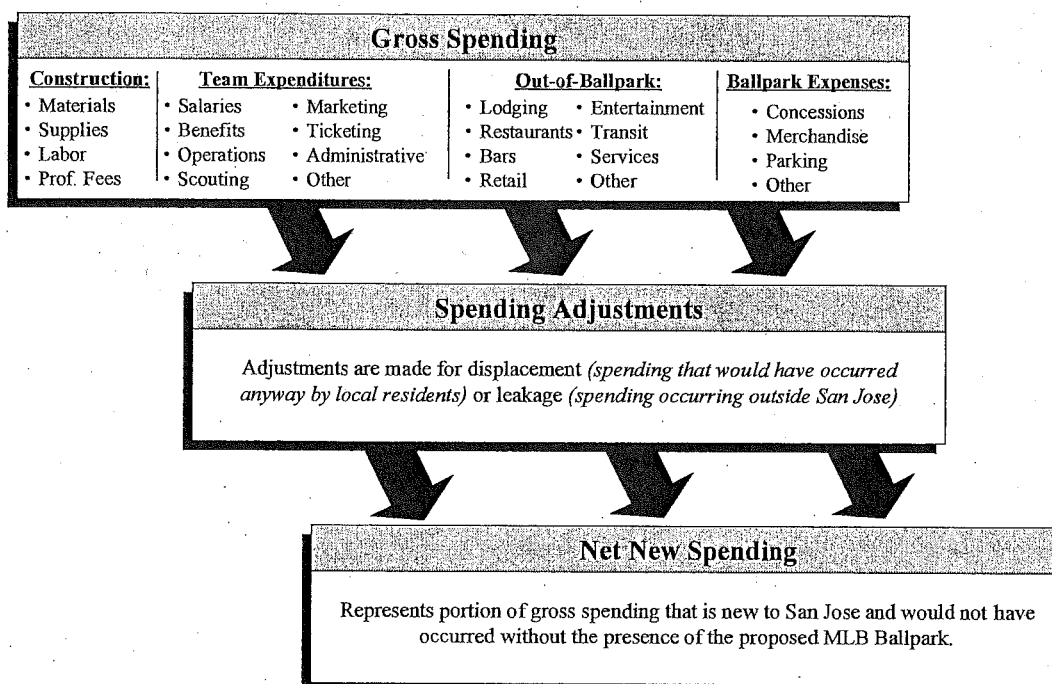 Gross Spending
Construction: Team Expenditures: Out-of-Ballpark: Ballpark Expenses:
• Materials • Salaries • Marketing • Lodging • Entertainment • Concessions
• Supplies • Benefits • Ticketing • Restaurants • Transit • Merchandise
• Labor • Operations • Administrative • Bars • Services • Parking
• Prof. Fees • Scouting • Other • Retail • Other • Other
Spending Adjustments
Adjustments are made for displacement (spending that would have occurred
anyway by local residents) or leakage (spending occurring outside San Jose)
Net New Spending
Represents portion of gross spending that is new to San Jose and would not have
occurred without the presence of the proposed MLB Ballpark.